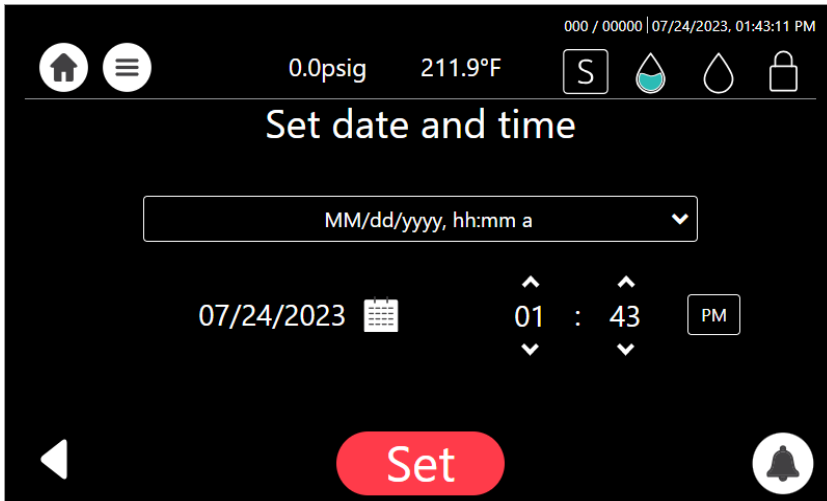 000 / 00000 | 07/24/2023, 01:43:11 PM
0.0psig 211.9°F S
Set date and time
MM/dd/yyyy, hh:mm a
07/24/2023 01 : 43 PM
Set